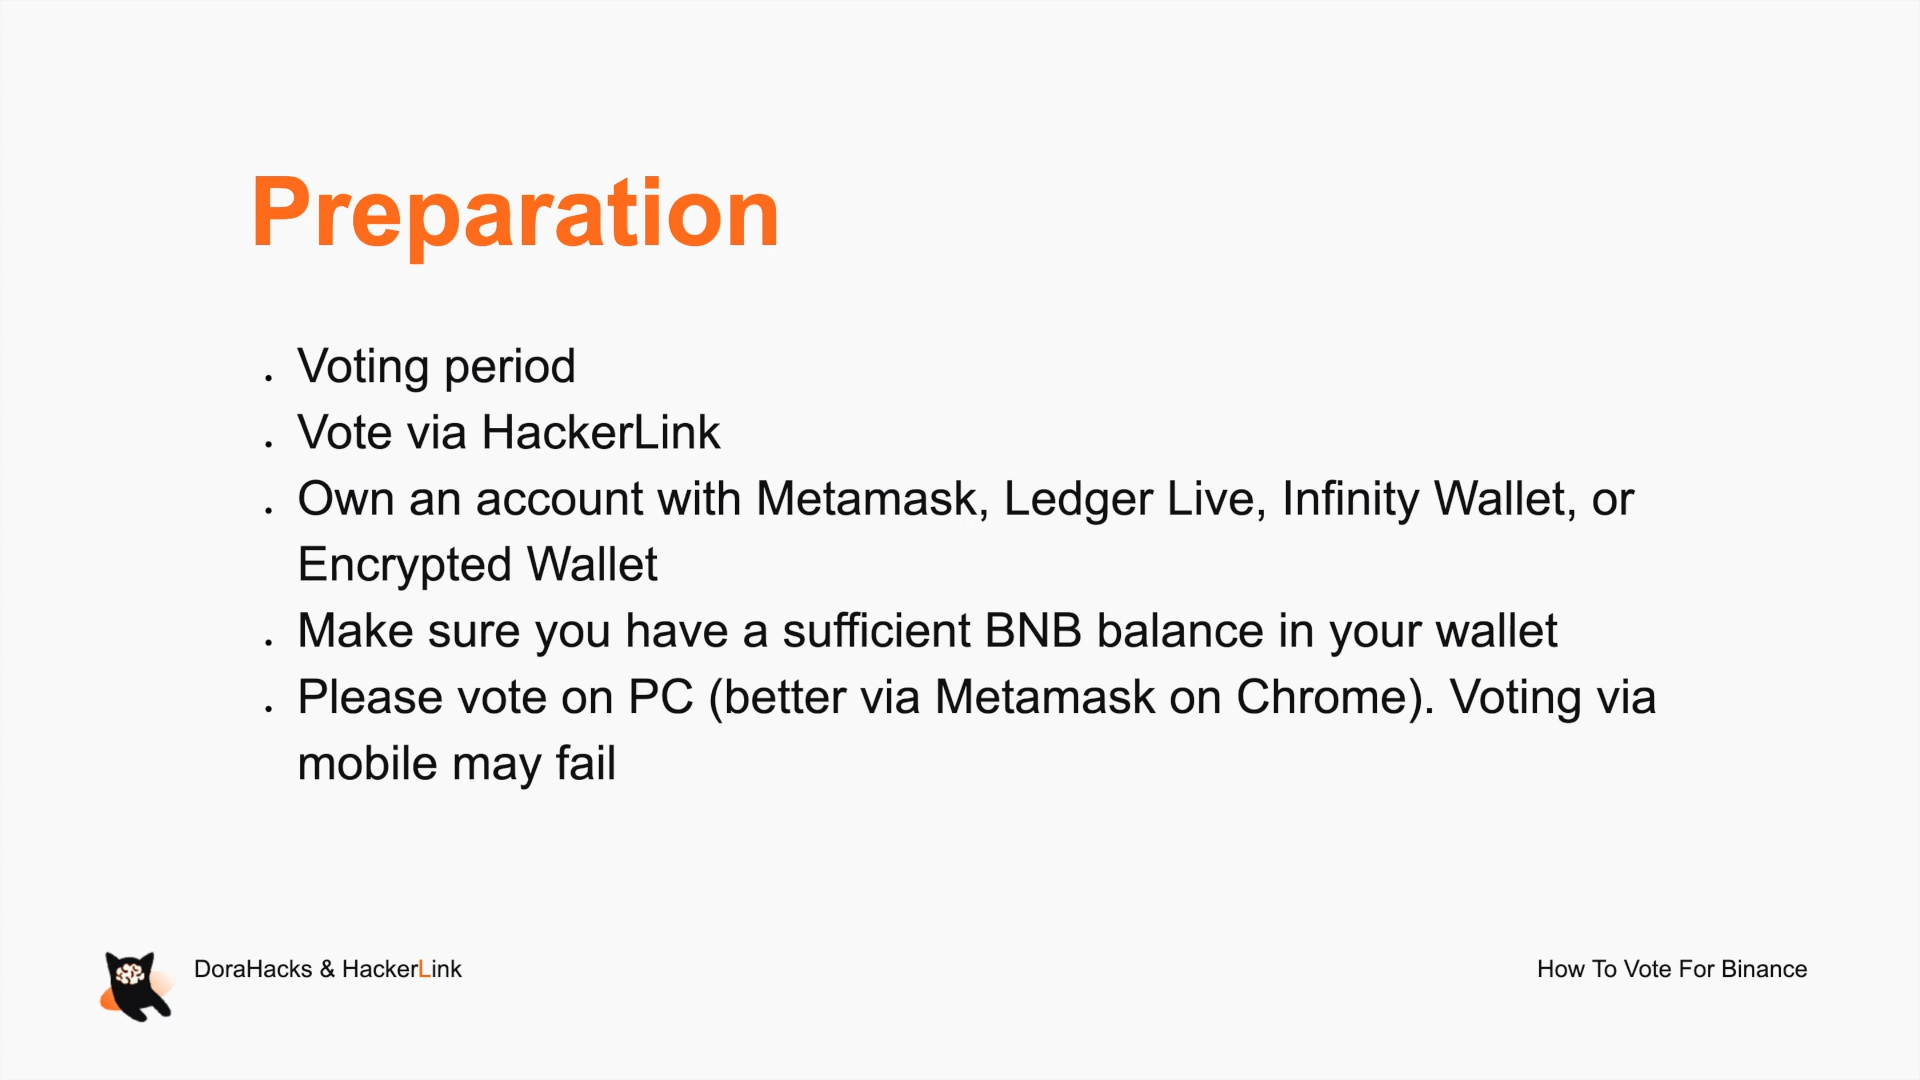 Preparation
. Voting period
. Vote via HackerLink
. Own an account with Metamask, Ledger Live, Infinity Wallet, or
Encrypted Wallet
. Make sure you have a sufficient BNB balance in your wallet
. Please vote on PC (better via Metamask on Chrome). Voting via
mobile may fail
DoraHacks & HackerLink
How To Vote For Binance